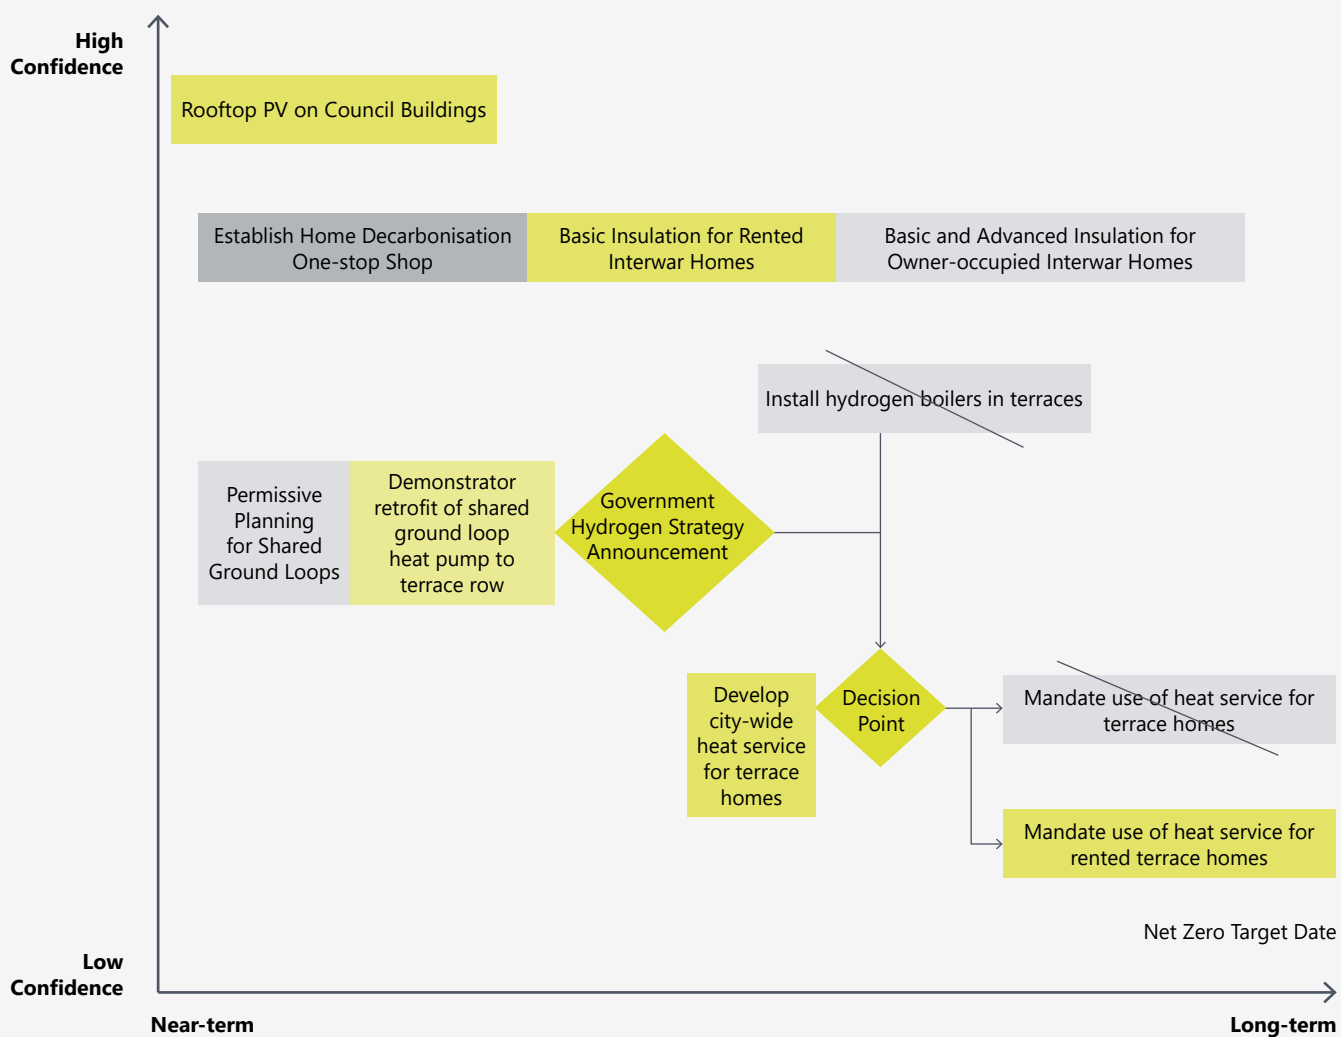 High
Confidence
Rooftop PV on Council Buildings
Establish Home Decarbonisation
One-stop Shop
Basic Insulation for Rented
Interwar Homes
Basic and Advanced Insulation for
Owner-occupied Interwar Homes
Install hydrogen boilers in terraces
Permissive
Planning
for Shared
Ground Loops
Demonstrator
retrofit of shared
ground loop
heat pump to
terrace row
Government
Hydrogen Strategy
Announcement
Develop
city-wide
heat service
for terrace
homes
Decision
Point
Mandate use of heat service for
terrace homes
Mandate use of heat service for
rented terrace homes
Net Zero Target Date
Low
Confidence
Near-term
Long-term